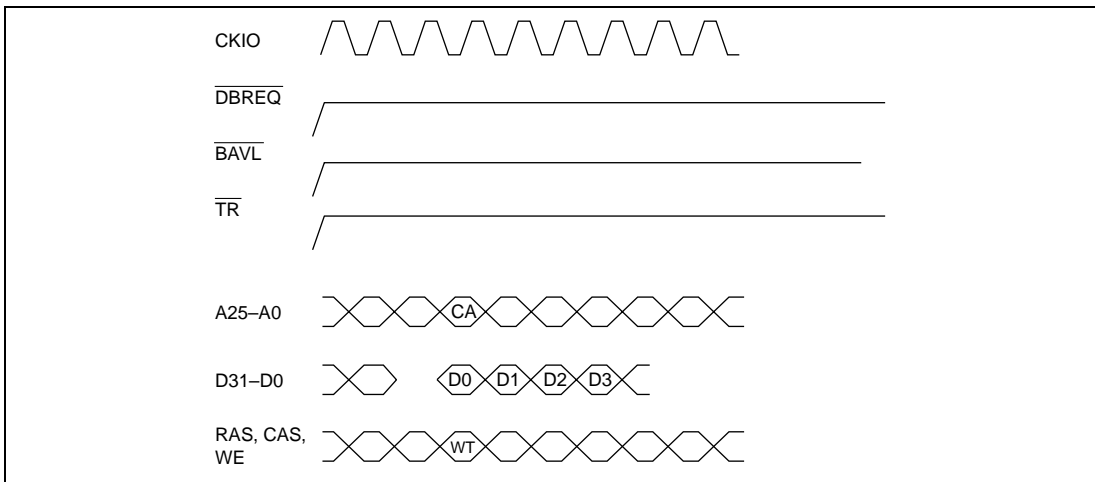 CKIO
DBREQ
BAVL
TR
A25–A0 CA
D31–D0 D0 D1 D2 D3
RAS, CAS,
WE WT